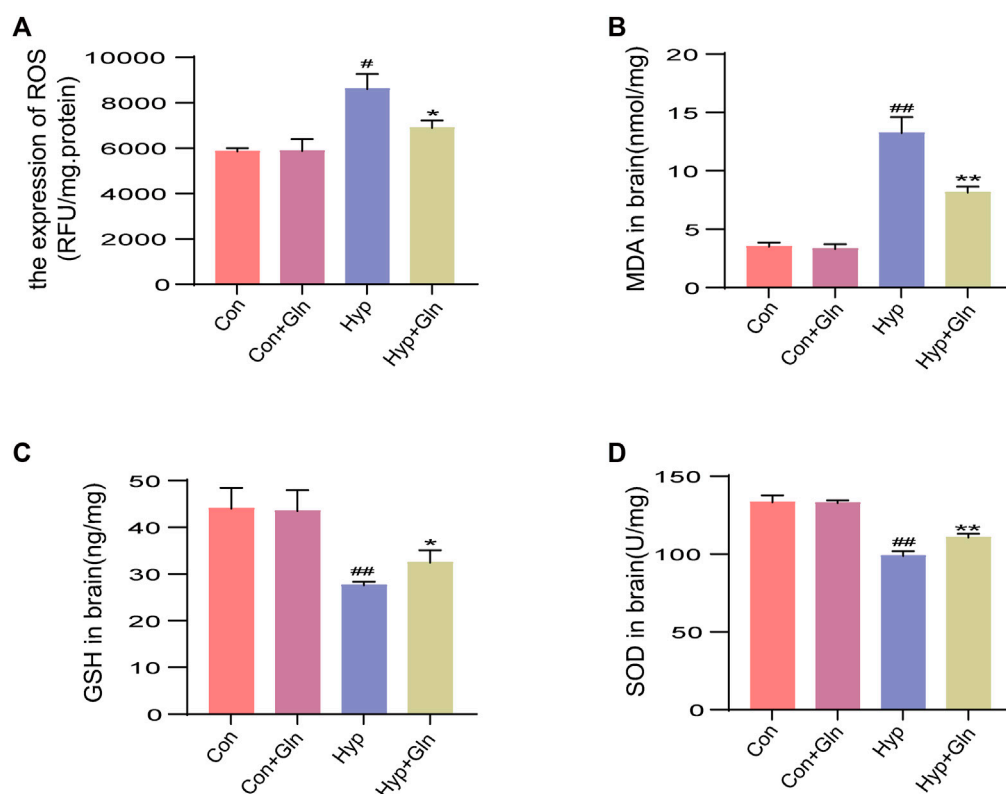 A
the expression of ROS
(RFU/mg.protein)
10000
8000
6000
4000
2000
0
#
*
Con
Con+Gln
Hyp
Hyp+Gln
B
MDA in brain(nmol/mg)
20
15
10
5
0
##
**
Con
Con+Gln
Hyp
Hyp+Gln
C
GSH in brain(ng/mg)
50
40
30
20
10
0
##
*
Con
Con+Gln
Hyp
Hyp+Gln
D
SOD in brain(U/mg)
150
100
50
0
##
**
Con
Con+Gln
Hyp
Hyp+Gln